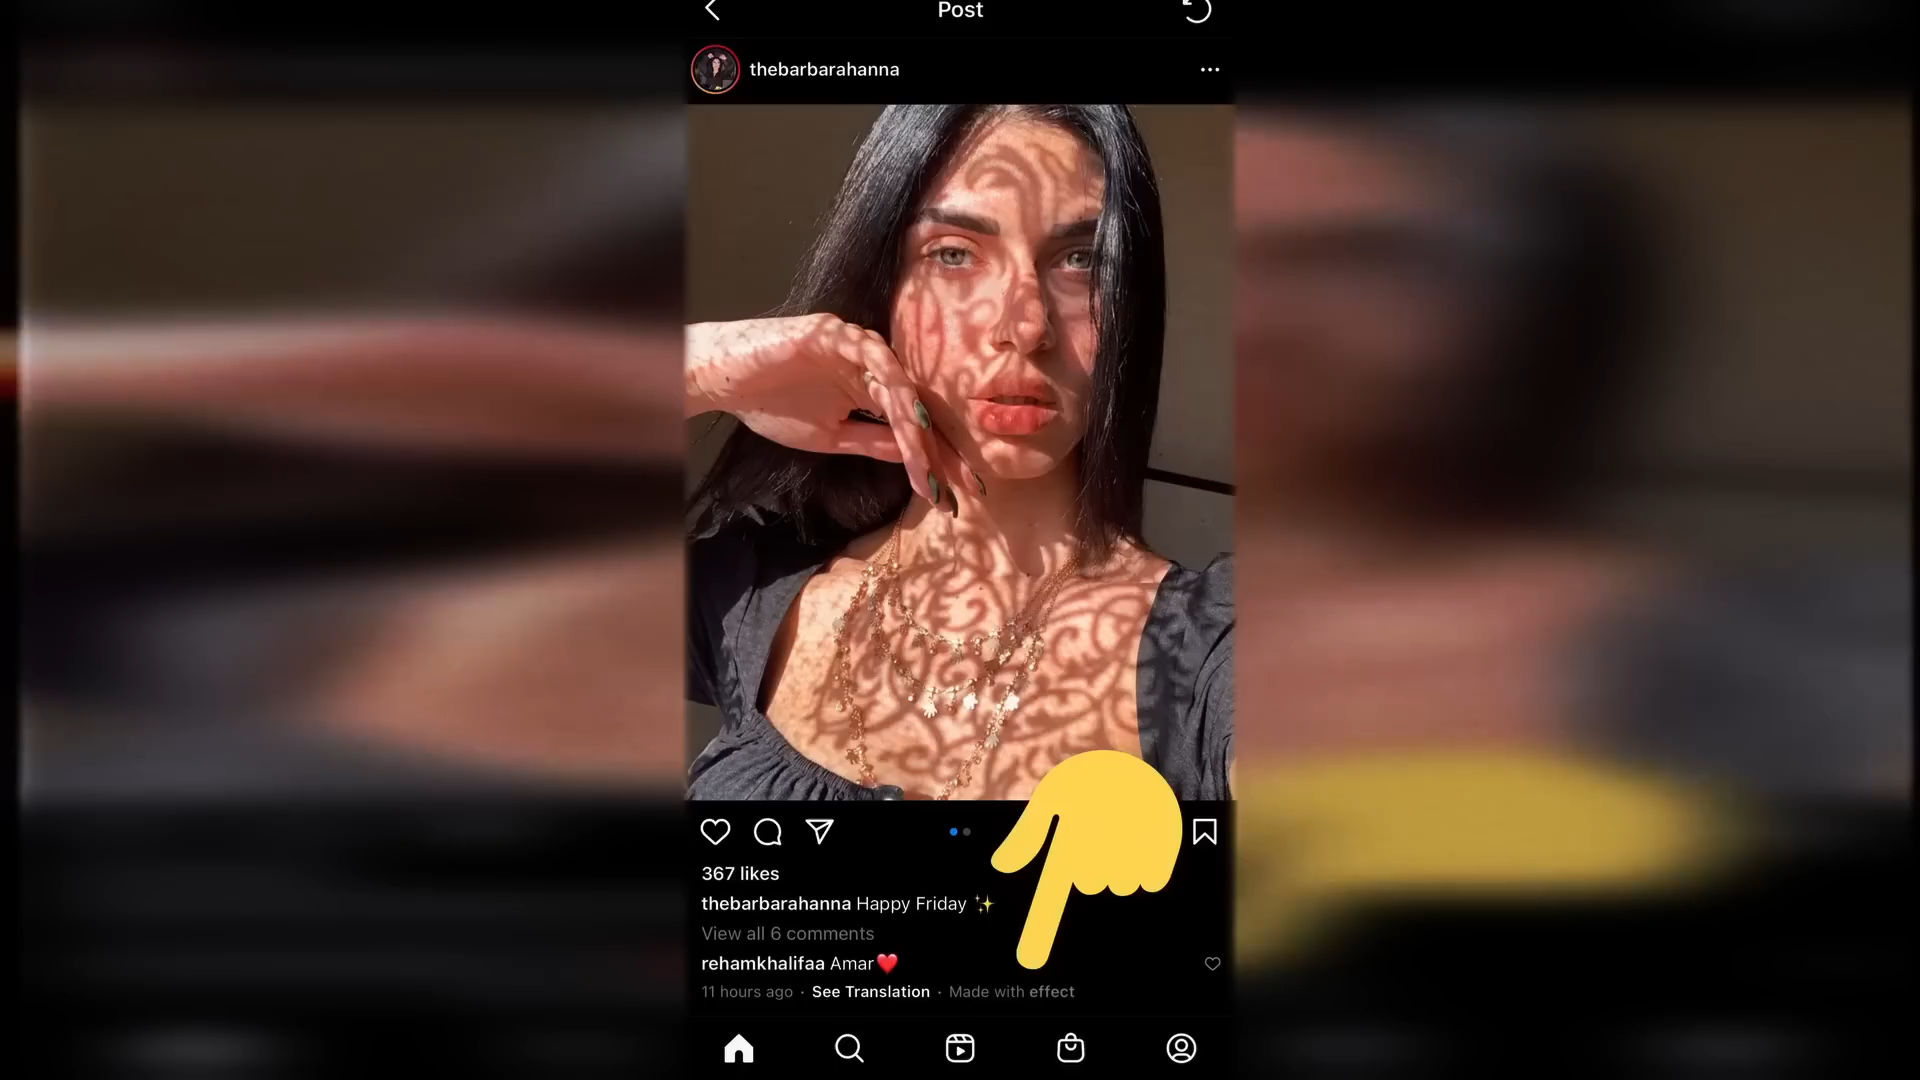 Post
thebarbarahanna
367 likes
thebarbarahanna Happy Friday ✨
View all 6 comments
rehamkhalifaa Amar❤️
11 hours ago · See Translation · Made with effect